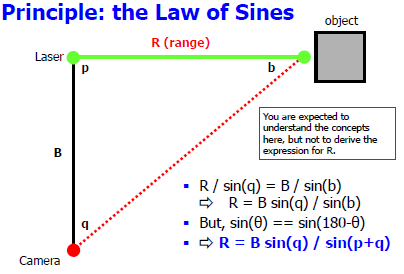 Principle: the Law of Sines
object
R (range)
Laser
p
b
You are expected to
understand the concepts
here, but not to derive the
expression for R.
B
▪ R / sin(q) = B / sin(b)
⇨ R = B sin(q) / sin(b)
▪ But, sin(θ) == sin(180-θ)
▪ ⇨ R = B sin(q) / sin(p+q)
q
Camera